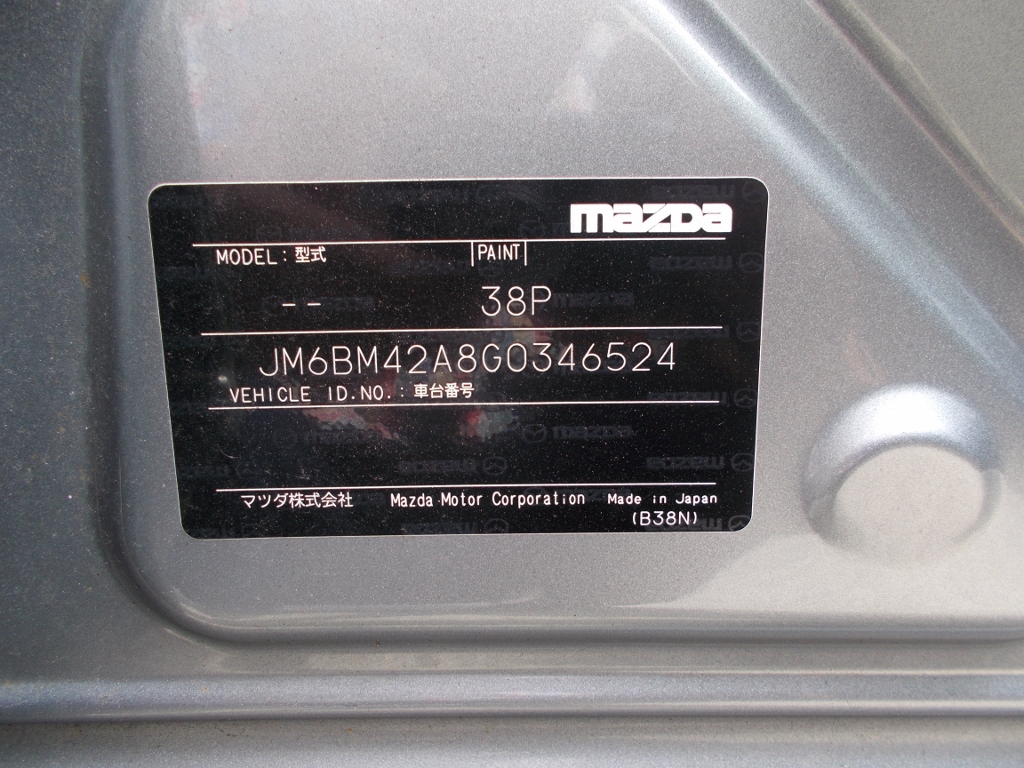 mazda
MODEL: 型式 PAINT
-- 38P
JM6BM42A8G0346524
VEHICLE ID.NO.: 車台番号
マツダ株式会社 Mazda Motor Corporation Made in Japan
(B38N)